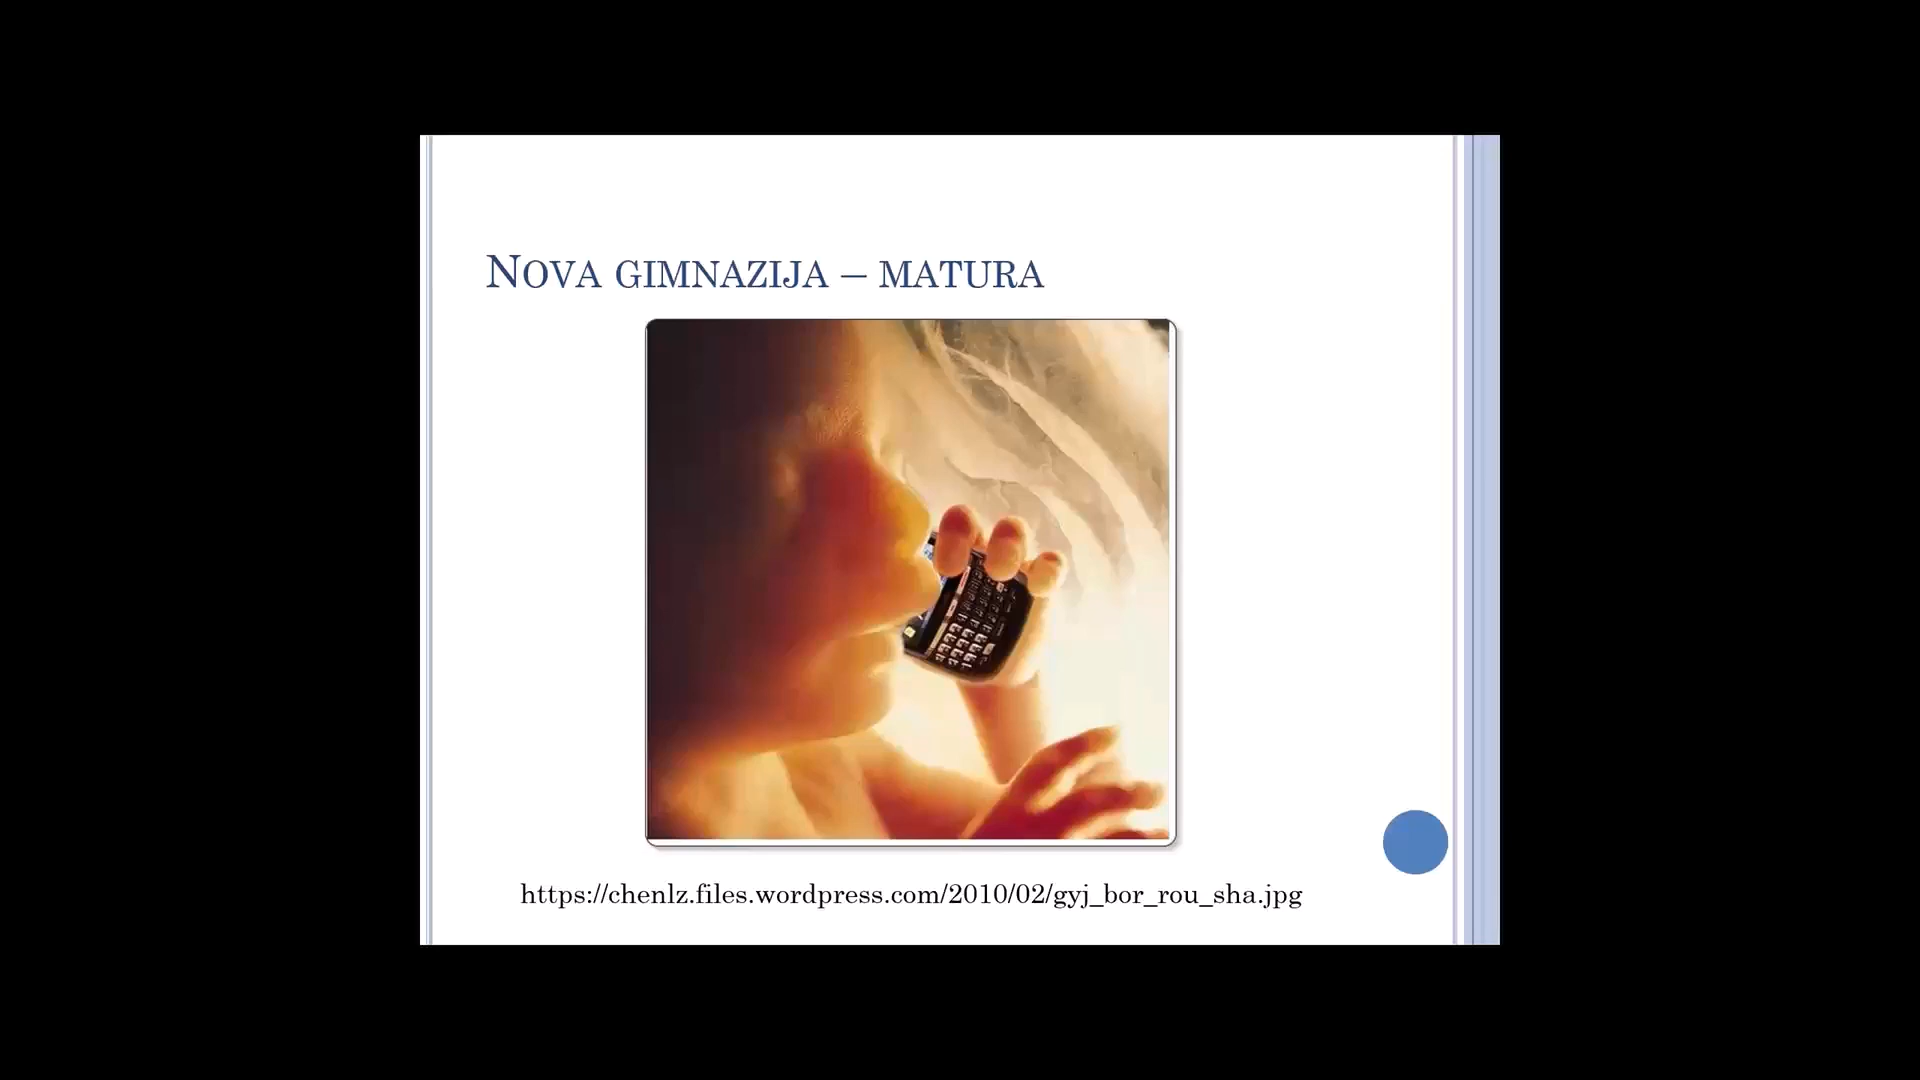 NOVA GIMNAZIJA – MATURA
https://chenlz.files.wordpress.com/2010/02/gyj_bor_rou_sha.jpg